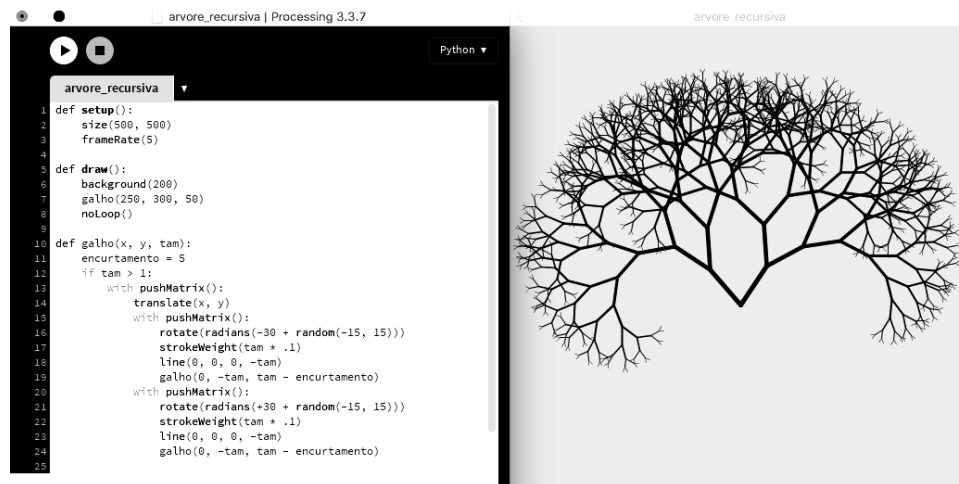 arvore_recursiva | Processing 3.3.7
arvore_recursiva
Python ▼
arvore_recursiva ▼
1 def setup():
2     size(500, 500)
3     frameRate(5)
4
5 def draw():
6     background(200)
7     galho(250, 300, 50)
8     noLoop()
9
10 def galho(x, y, tam):
11     encurtamento = 5
12     if tam > 1:
13         with pushMatrix():
14             translate(x, y)
15             with pushMatrix():
16                 rotate(radians(-30 + random(-15, 15)))
17                 strokeWeight(tam * .1)
18                 line(0, 0, 0, -tam)
19                 galho(0, -tam, tam - encurtamento)
20             with pushMatrix():
21                 rotate(radians(+30 + random(-15, 15)))
22                 strokeWeight(tam * .1)
23                 line(0, 0, 0, -tam)
24                 galho(0, -tam, tam - encurtamento)
25